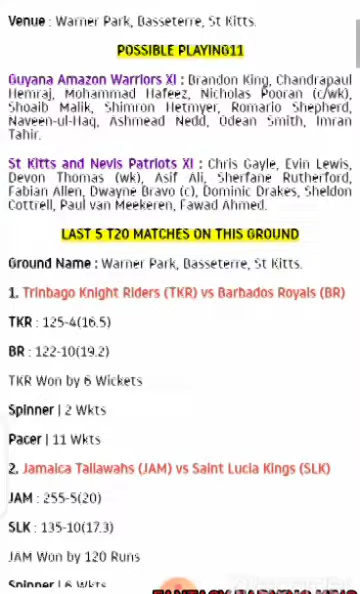 Venue : Warner Park, Basseterre, St Kitts.
POSSIBLE PLAYING11
Guyana Amazon Warriors XI : Brandon King, Chandrapaul
Hemraj, Mohammad Hafeez, Nicholas Pooran (c/wk),
Shoaib Malik, Shimron Hetmyer, Romario Shepherd,
Naveen-ul-Haq, Ashmead Nedd, Odean Smith, Imran
Tahir.
St Kitts and Nevis Patriots XI : Chris Gayle, Evin Lewis,
Devon Thomas (wk), Asif Ali, Sherfane Rutherford,
Fabian Allen, Dwayne Bravo (c), Dominic Drakes, Sheldon
Cottrell, Paul van Meekeren, Fawad Ahmed.
LAST 5 T20 MATCHES ON THIS GROUND
Ground Name : Warner Park, Basseterre, St Kitts.
1. Trinbago Knight Riders (TKR) vs Barbados Royals (BR)
TKR : 125-4(16.5)
BR : 122-10(19.2)
TKR Won by 6 Wickets
Spinner | 2 Wkts
Pacer | 11 Wkts
2. Jamaica Tallawahs (JAM) vs Saint Lucia Kings (SLK)
JAM : 255-5(20)
SLK : 135-10(17.3)
JAM Won by 120 Runs
Spinner | 6 Wkts